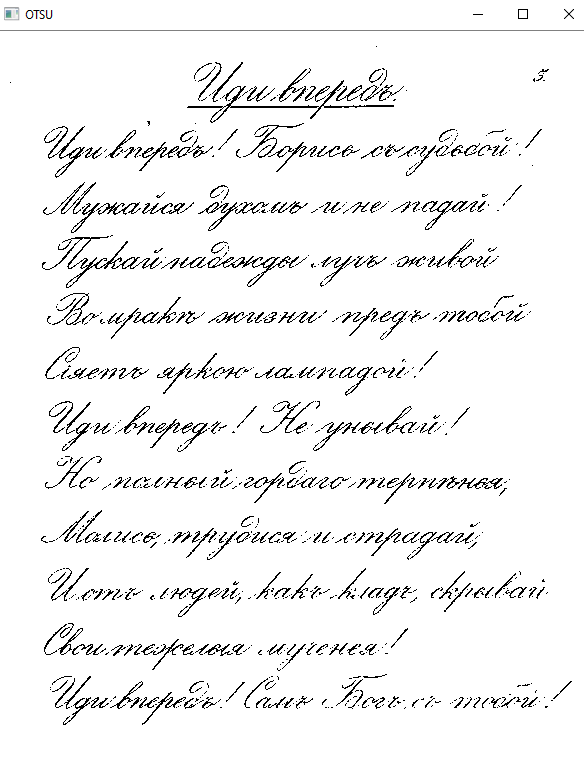 OTSU
Иди впередъ.
5.
Иди впередъ! Борись съ судьбой!
Мужайся духомъ и не падай!
Пускай надежды лучъ живой
Во мракѣ жизни предъ тобой
Сіяетъ яркою лампадой!
Иди впередъ! Не унывай!
Но полный гордаго терпѣнья,
Молись, трудися и страдай,
И отъ людей, какъ кладъ, скрывай
Свои тяжелыя мученья!
Иди впередъ! Самъ Богъ съ тобой!